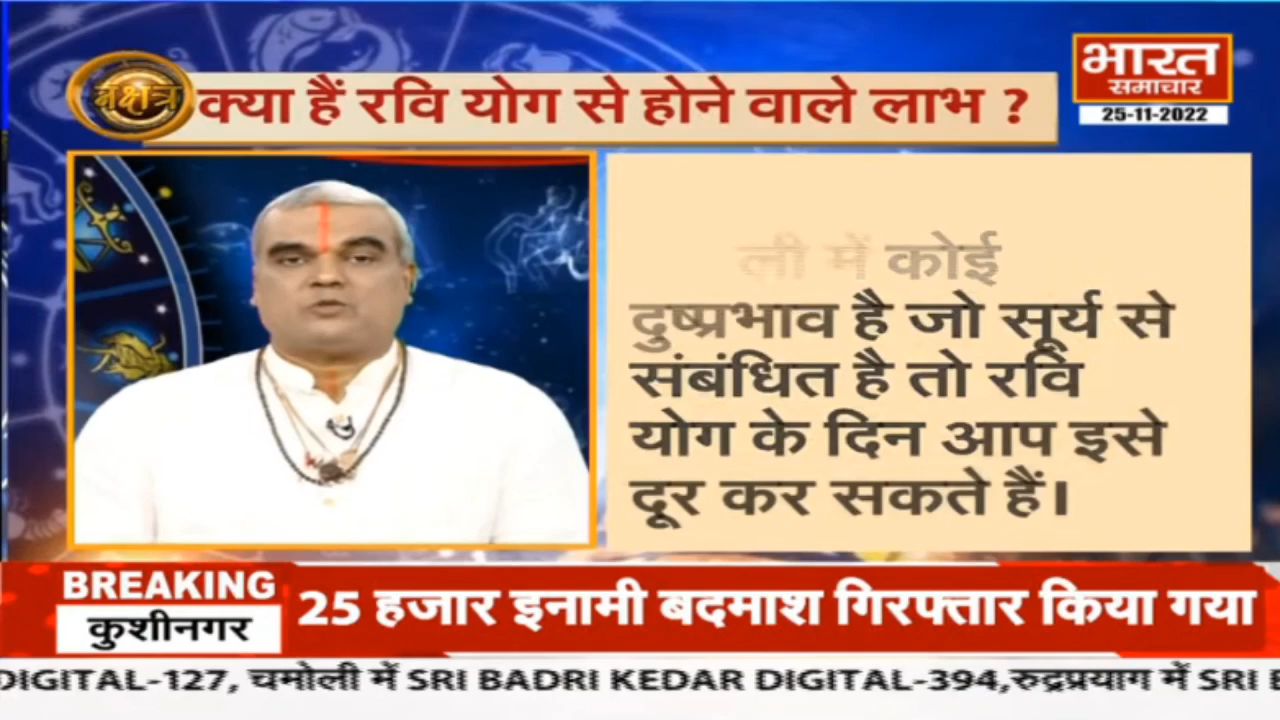 नक्षत्र
क्या हैं रवि योग से होने वाले लाभ ?
भारत
समाचार
25-11-2022
ली में कोई
दुष्प्रभाव है जो सूर्य से
संबंधित है तो रवि
योग के दिन आप इसे
दूर कर सकते हैं।
BREAKING
कुशीनगर
25 हजार इनामी बदमाश गिरफ्तार किया गया
DIGITAL-127, चमोली में SRI BADRI KEDAR DIGITAL-394,रुद्रप्रयाग में SRI